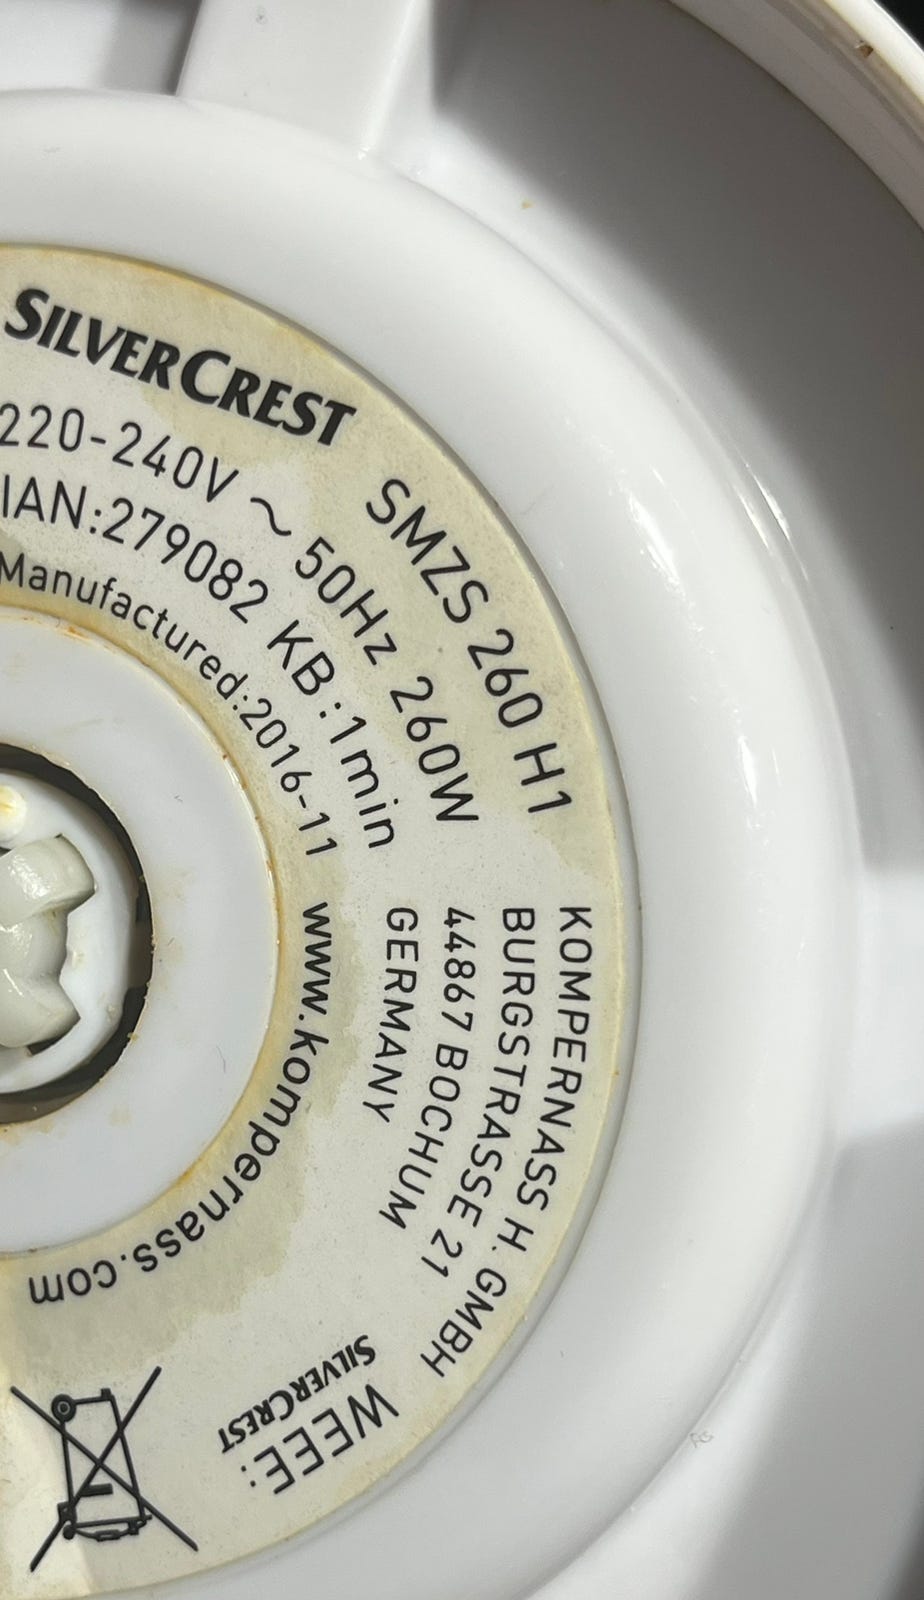 SILVERCREST
SMZS 260 H1
220-240V ~ 50Hz 260W
IAN:279082 KB:1min
Manufactured:2016-11
KOMPERNASS H. GMBH
BURGSTRASSE 21
44867 BOCHUM
GERMANY
www.kompernass.com
WEEE:
SILVERCREST